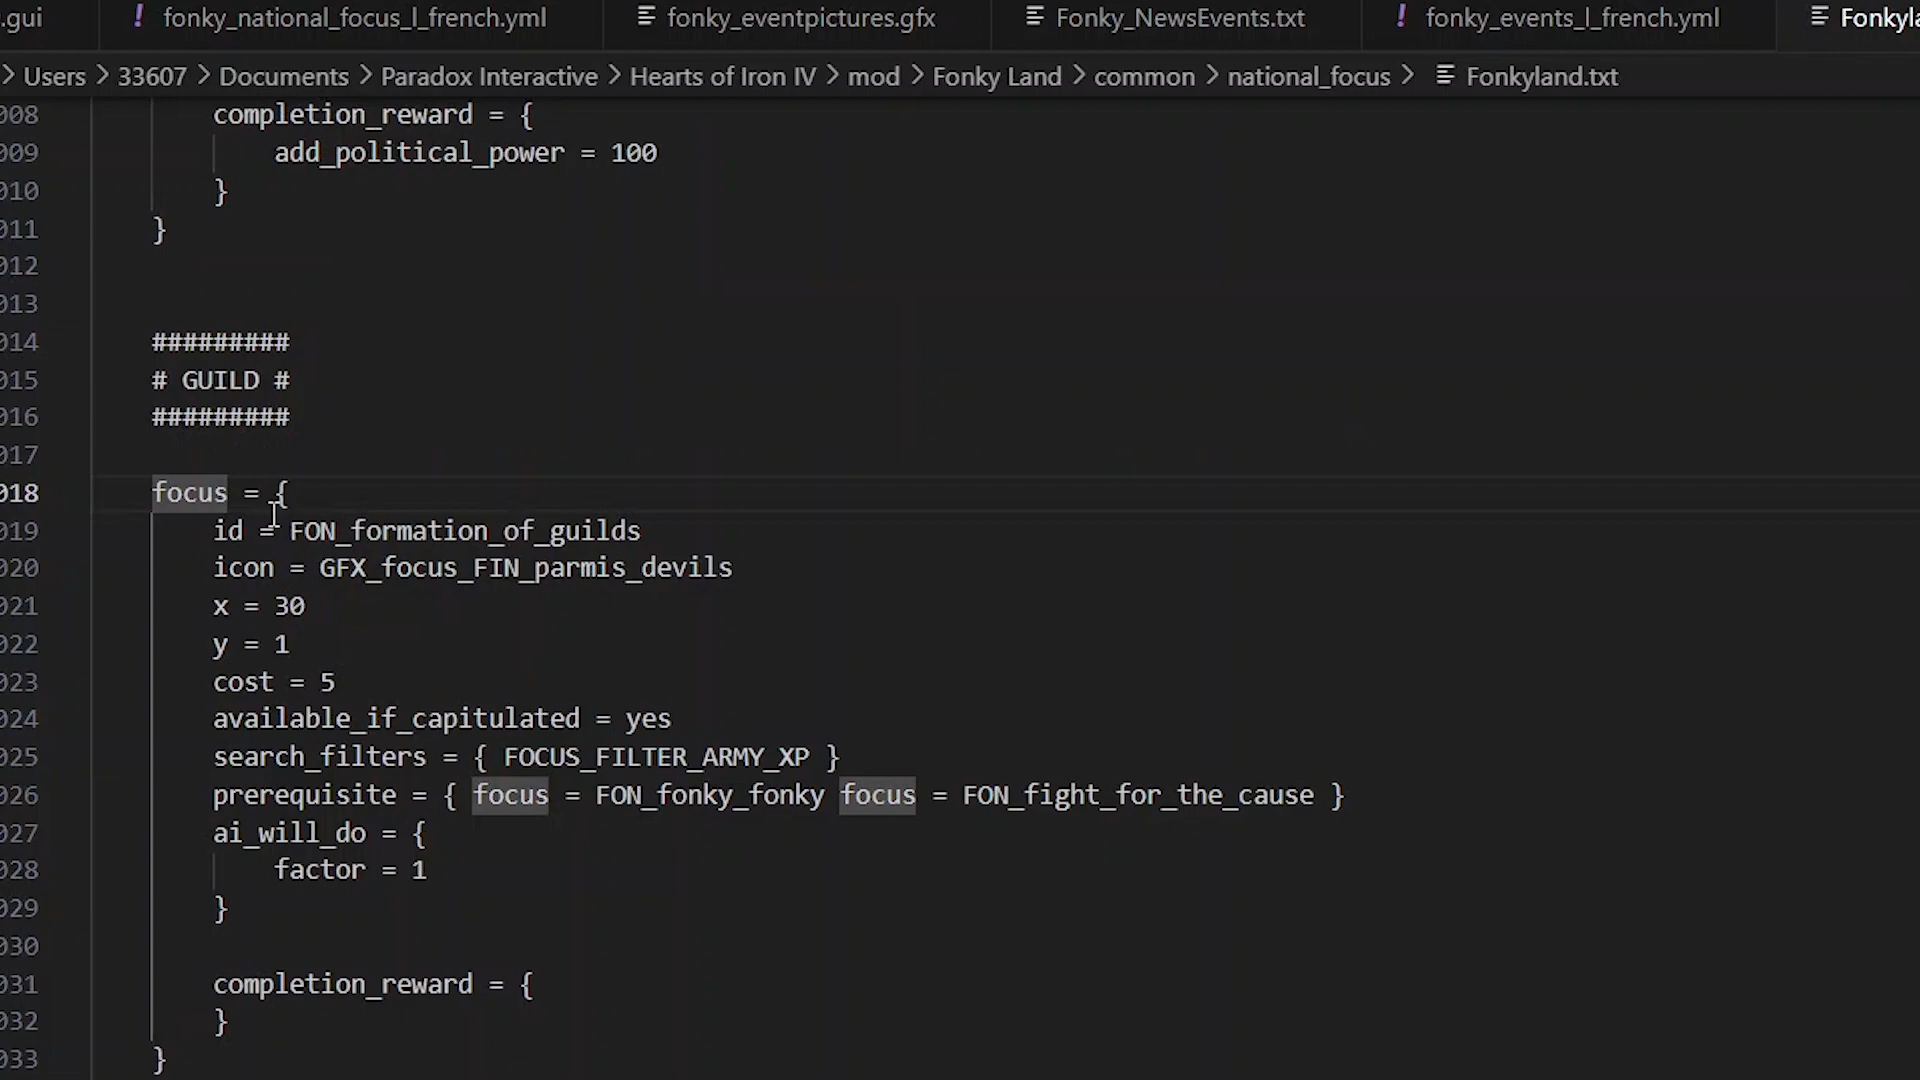 .gui ! fonky_national_focus_l_french.yml fonky_eventpictures.gfx Fonky_NewsEvents.txt ! fonky_events_l_french.yml Fonkyla
> Users > 33607 > Documents > Paradox Interactive > Hearts of Iron IV > mod > Fonky Land > common > national_focus > Fonkyland.txt
008 completion_reward = {
009 add_political_power = 100
010 }
011 }
012
013
014 #########
015 # GUILD #
016 #########
017
018 focus = {
019 id = FON_formation_of_guilds
020 icon = GFX_focus_FIN_parmis_devils
021 x = 30
022 y = 1
023 cost = 5
024 available_if_capitulated = yes
025 search_filters = { FOCUS_FILTER_ARMY_XP }
026 prerequisite = { focus = FON_fonky_fonky focus = FON_fight_for_the_cause }
027 ai_will_do = {
028 factor = 1
029 }
030
031 completion_reward = {
032 }
033 }